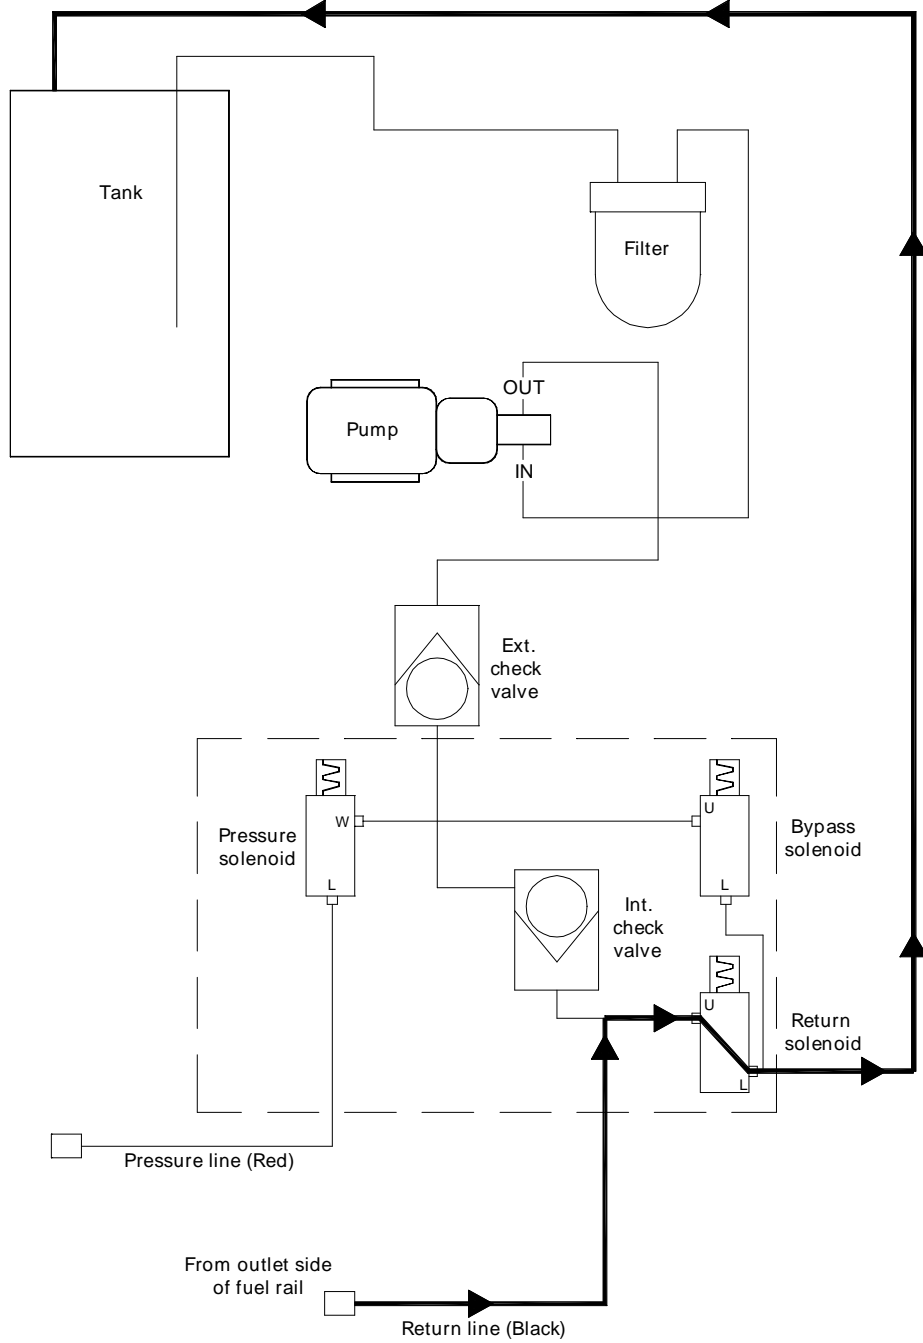 Tank
Filter
OUT
Pump
IN
Ext.
check
valve
U
W
Pressure
solenoid
Bypass
solenoid
L
L
Int.
check
valve
U
Return
solenoid
L
Pressure line (Red)
From outlet side
of fuel rail
Return line (Black)